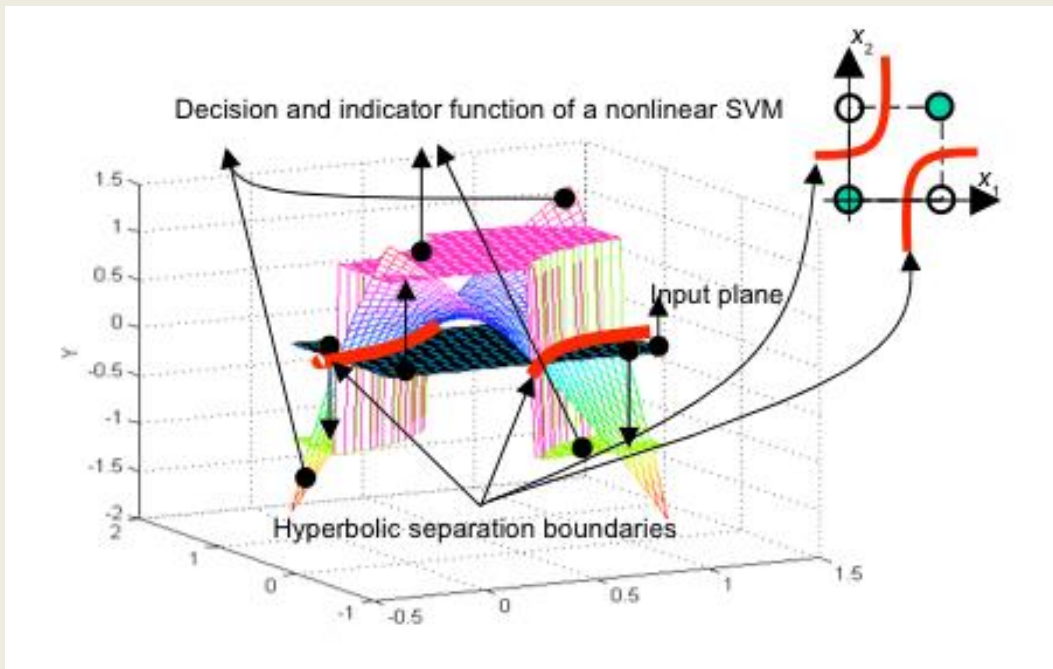 x2
Decision and indicator function of a nonlinear SVM
x1
1.5
1
0.5
0
-0.5
-1
-1.5
-2
Y
Input plane
Hyperbolic separation boundaries
2
1
0
-1
-0.5
0
0.5
1
1.5